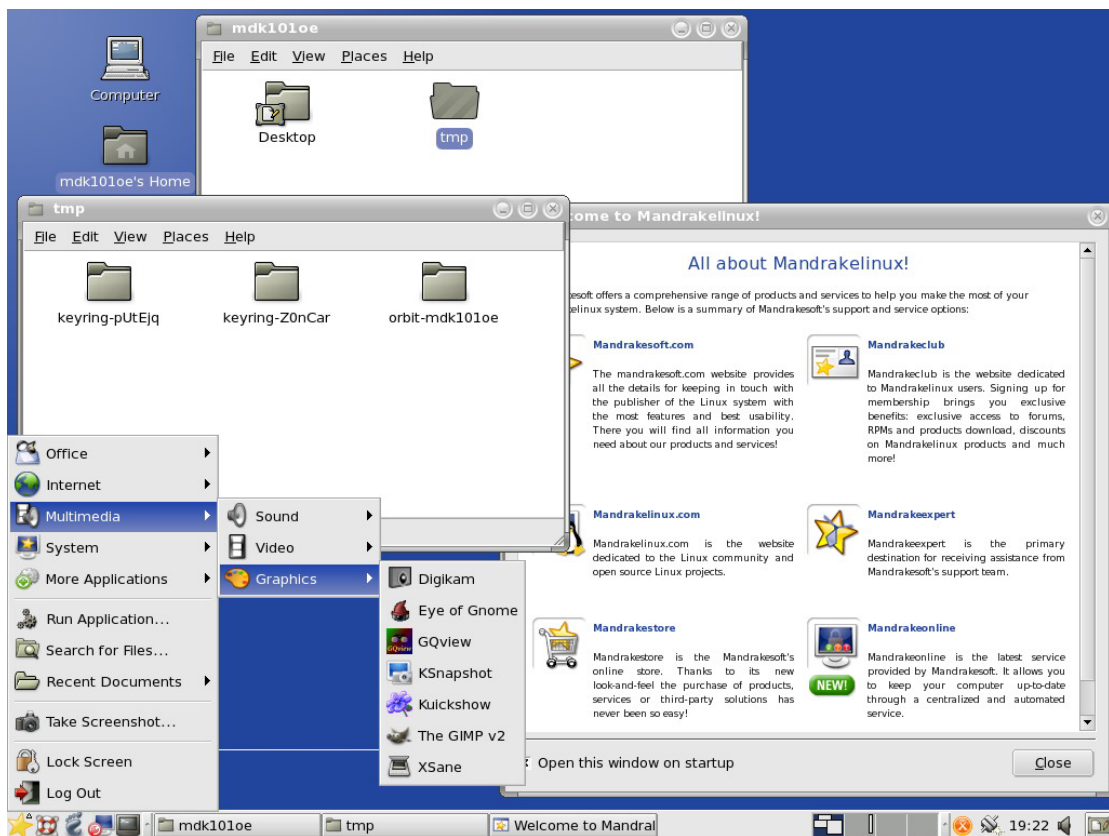 Computer
mdk101oe's Home
mdk101oe
File Edit View Places Help
Desktop
tmp
tmp
File Edit View Places Help
keyring-pUtEjq
keyring-Z0nCar
orbit-mdk101oe
ome to Mandrakelinux!
All about Mandrakelinux!
esoft offers a comprehensive range of products and services to help you make the most of your
elinux system. Below is a summary of Mandrakesoft's support and service options:
Mandrakesoft.com
The mandrakesoft.com website provides
all the details for keeping in touch with
the publisher of the Linux system with
the most features and best usability.
There you will find all information you
need about our products and services!
Mandrakeclub
Mandrakeclub is the website dedicated
to Mandrakelinux users. Signing up for
membership brings you exclusive
benefits: exclusive access to forums,
RPMs and products download, discounts
on Mandrakelinux products and much
more!
Mandrakelinux.com
Mandrakelinux.com is the website
dedicated to the Linux community and
open source Linux projects.
Mandrakeexpert
Mandrakeexpert is the primary
destination for receiving assistance from
Mandrakesoft's support team.
Mandrakestore
Mandrakestore is the Mandrakesoft's
online store. Thanks to its new
look-and-feel the purchase of products,
services or third-party solutions has
never been so easy!
NEW!
Mandrakeonline
Mandrakeonline is the latest service
provided by Mandrakesoft. It allows you
to keep your computer up-to-date
through a centralized and automated
service.
Open this window on startup
Close
Office
Internet
Multimedia
System
More Applications
Run Application...
Search for Files...
Recent Documents
Take Screenshot...
Lock Screen
Log Out
Sound
Video
Graphics
Digikam
Eye of Gnome
GQview
KSnapshot
Kuickshow
The GIMP v2
XSane
mdk101oe
tmp
Welcome to Mandral
19:22